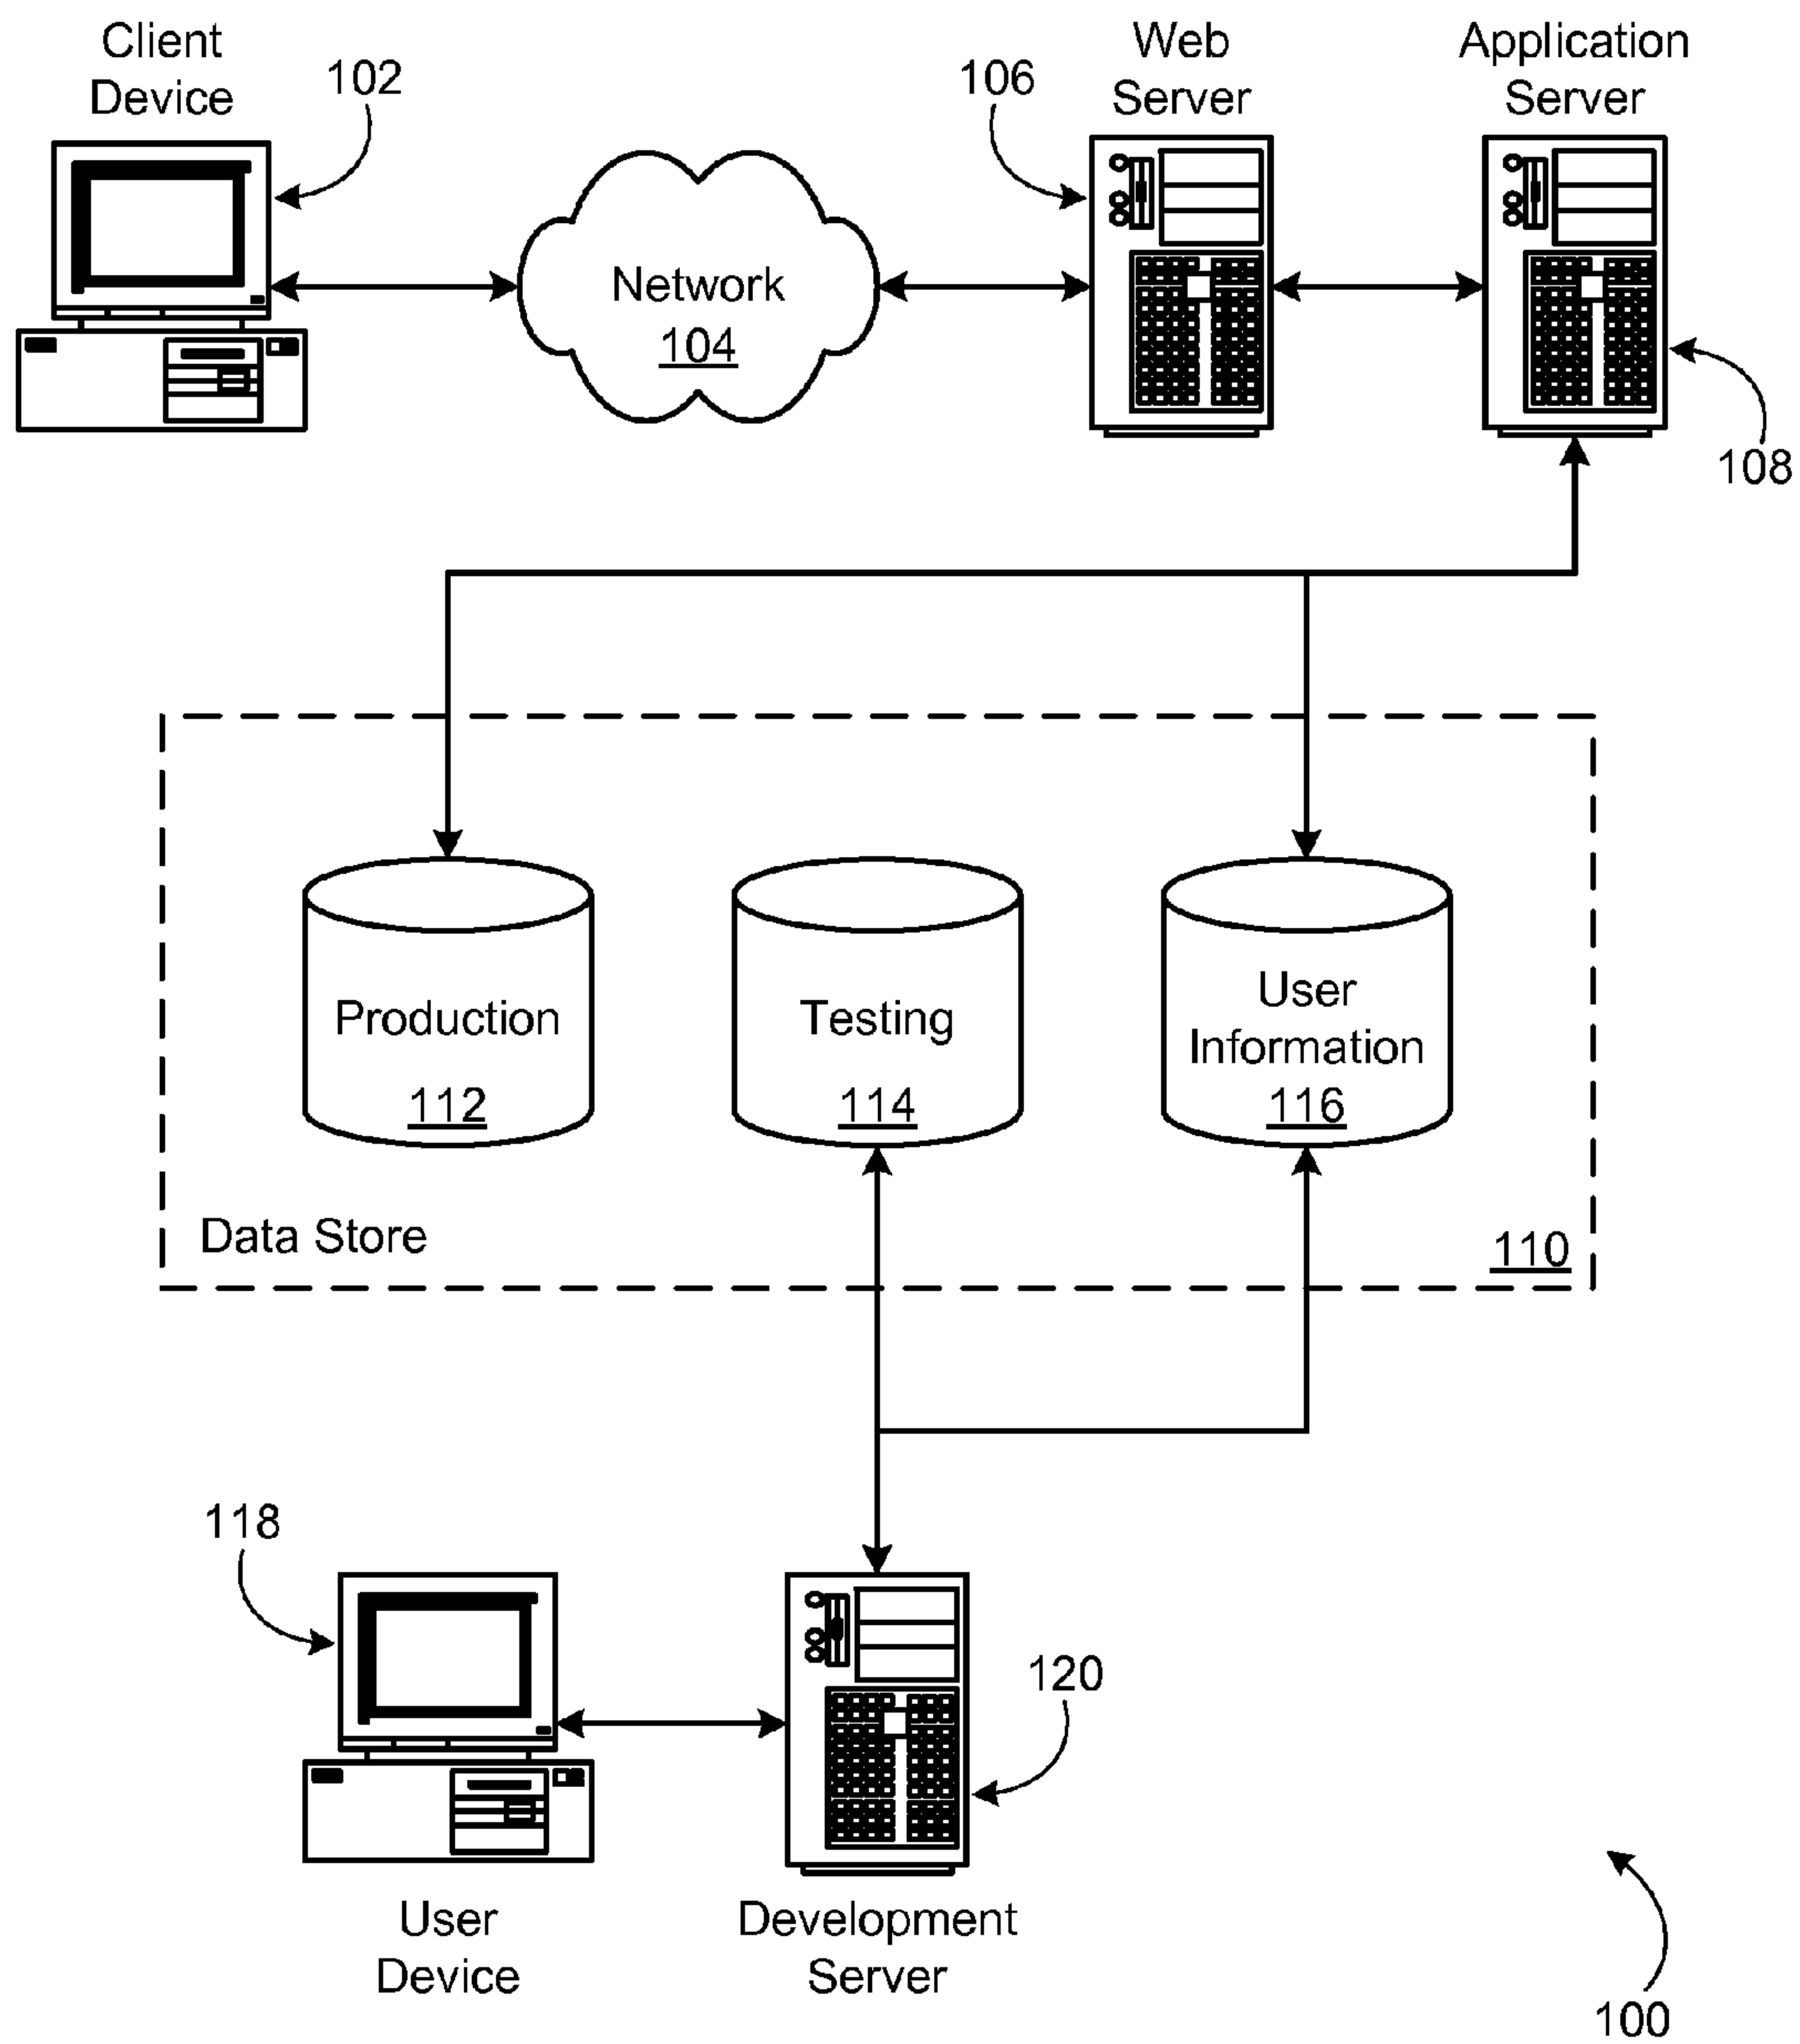 Client
Device
102
106
Web
Server
Application
Server
Network
104
108
Production
112
Testing
114
User
Information
116
Data Store
110
118
120
User
Device
Development
Server
100